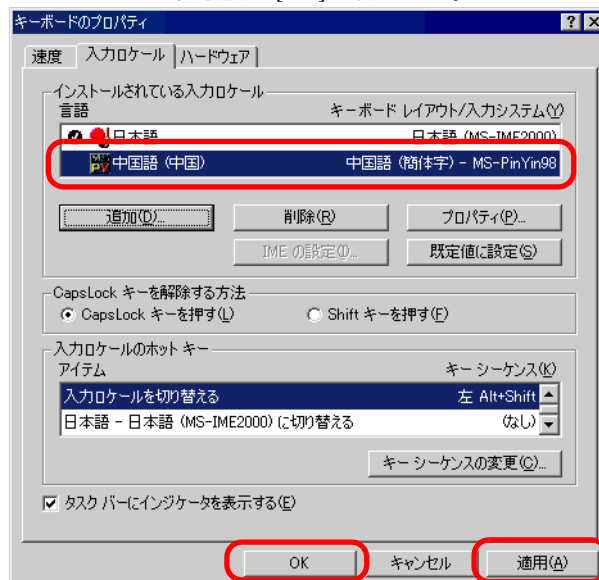 キーボードのプロパティ
速度 入力ロケール ハードウェア
インストールされている入力ロケール
言語 キーボード レイアウト/入力システム(Y)
日本語 日本語 (MS-IME2000)
中国語 (中国) 中国語 (簡体字) - MS-PinYin98
追加(D)... 削除(R) プロパティ(P)...
IME の設定(I)... 既定値に設定(S)
CapsLock キーを解除する方法
CapsLock キーを押す(L) Shift キーを押す(F)
入力ロケールのホット キー
アイテム キー シーケンス(K)
入力ロケールを切り替える 左 Alt+Shift
日本語 - 日本語 (MS-IME2000) に切り替える (なし)
キー シーケンスの変更(C)...
タスク バーにインジケータを表示する(E)
OK キャンセル 適用(A)